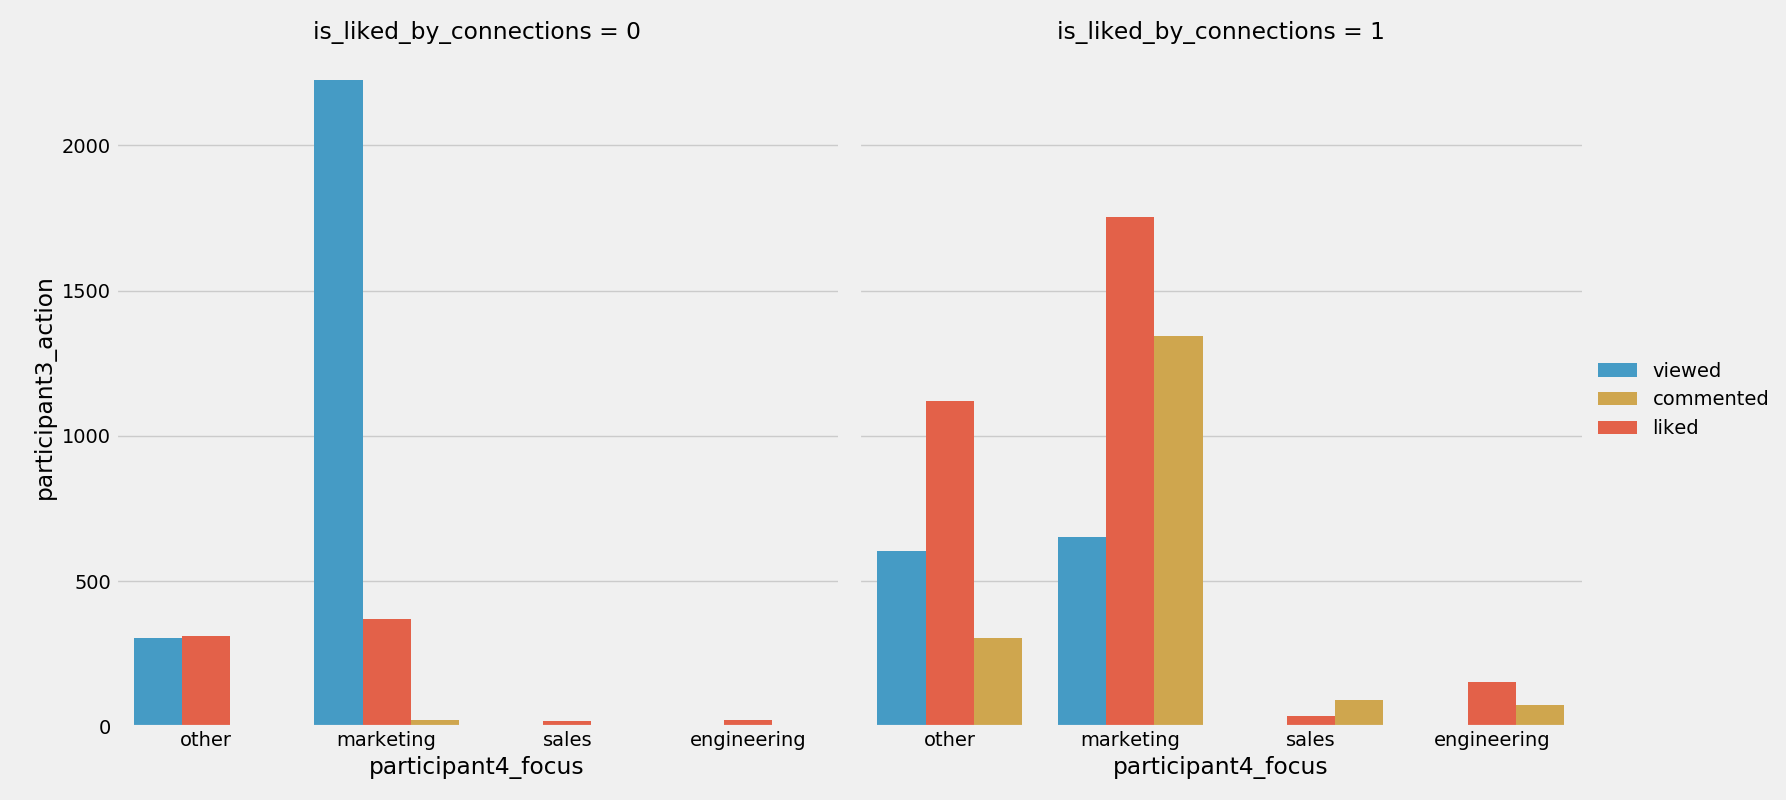 is_liked_by_connections = 0
is_liked_by_connections = 1
participant3_action
2000
1500
1000
500
0
other
marketing
sales
engineering
other
marketing
sales
engineering
participant4_focus
participant4_focus
viewed
commented
liked